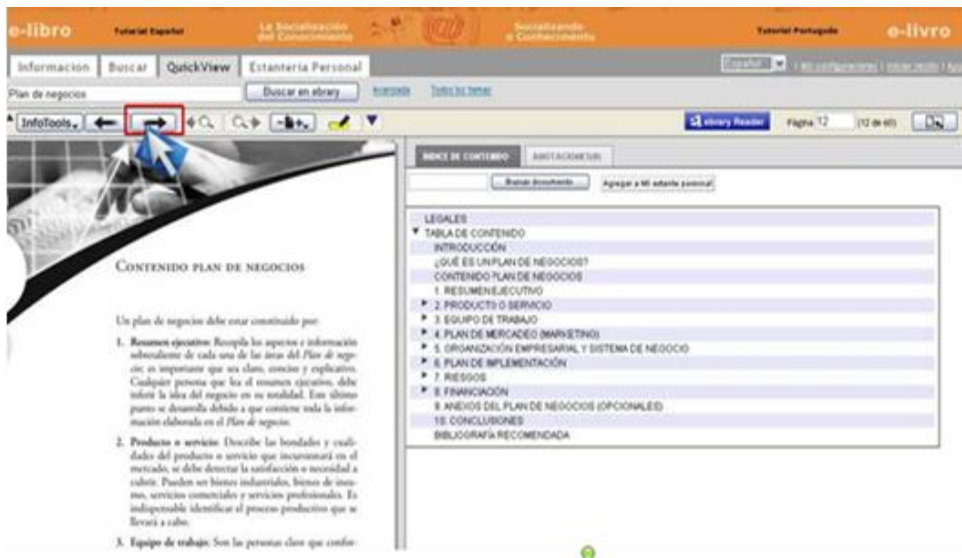 e-libro
Tutorial Español
La Socialización
del Conocimiento
Socializando
o Conhecimento
Tutorial Português
e-livro
Informacion
Buscar
QuickView
Estantería Personal
Español
Plan de negocios
Buscar en ebrary
Avanzada
Todos los temas
InfoTools
ebrary Reader
Página 12
(12 de 60)
ÍNDICE DE CONTENIDO
ANOTACIONES(0)
Buscar documento
Agregar a Mi estante personal
CONTENIDO PLAN DE NEGOCIOS
Un plan de negocios debe estar constituido por:
1. Resumen ejecutivo: Recopila los aspectos e información
sobresaliente de cada una de las áreas del Plan de nego-
cio; es importante que sea claro, conciso y explicativo.
Cualquier persona que lea el resumen ejecutivo, debe
inferir la idea del negocio en su totalidad. Este último
punto se desarrolla debido a que contiene toda la infor-
mación elaborada en el Plan de negocio.
2. Producto o servicio: Describe las bondades y cuali-
dades del producto o servicio que incursionará en el
mercado, se debe detectar la satisfacción o necesidad a
cubrir. Pueden ser bienes industriales, bienes de insu-
mo, servicios comerciales y servicios profesionales. Es
indispensable identificar el proceso productivo que se
llevará a cabo.
3. Equipo de trabajo: Son las personas clave que confor-
LEGALES
TABLA DE CONTENIDO
INTRODUCCIÓN
¿QUÉ ES UN PLAN DE NEGOCIOS?
CONTENIDO PLAN DE NEGOCIOS
1. RESUMEN EJECUTIVO
2. PRODUCTO O SERVICIO
3. EQUIPO DE TRABAJO
4. PLAN DE MERCADEO (MARKETING)
5. ORGANIZACIÓN EMPRESARIAL Y SISTEMA DE NEGOCIO
6. PLAN DE IMPLEMENTACIÓN
7. RIESGOS
8. FINANCIACIÓN
9. ANEXOS DEL PLAN DE NEGOCIOS (OPCIONALES)
10. CONCLUSIONES
BIBLIOGRAFÍA RECOMENDADA